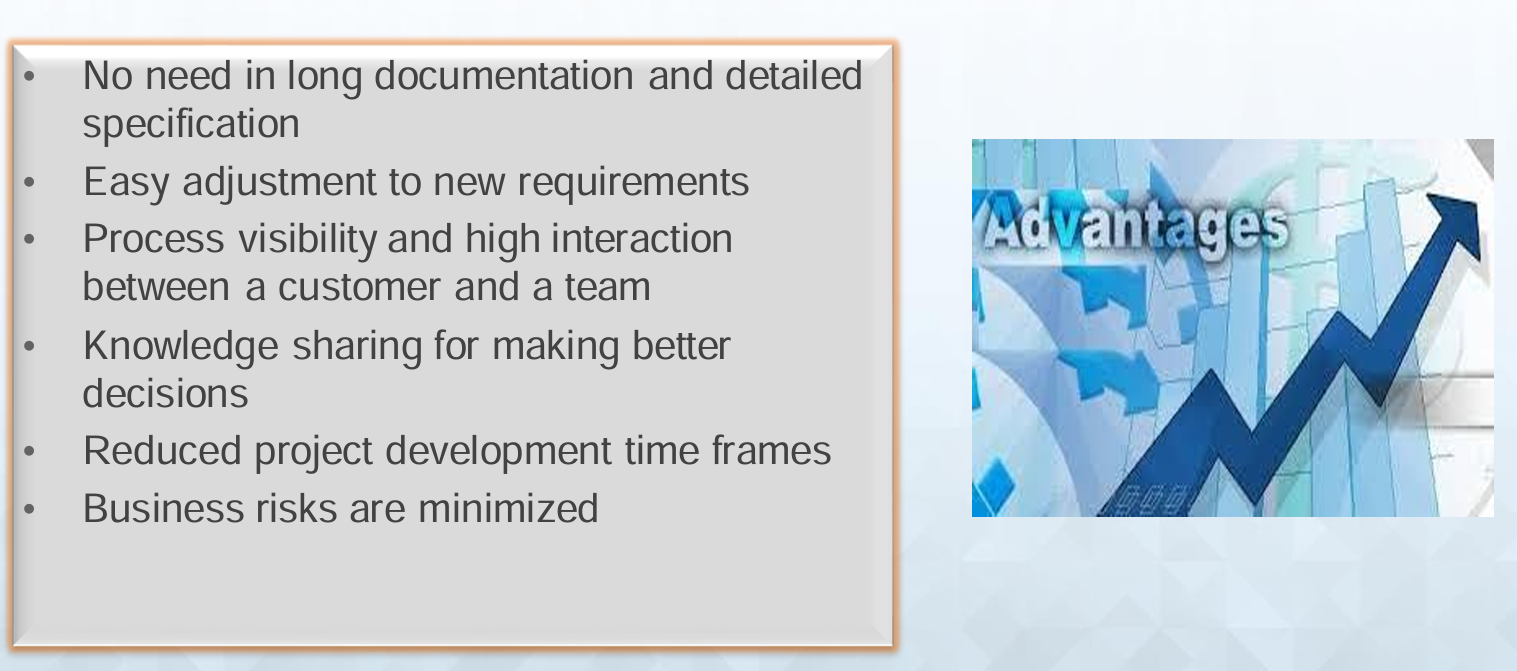 • No need in long documentation and detailed
specification
• Easy adjustment to new requirements
• Process visibility and high interaction
between a customer and a team
• Knowledge sharing for making better
decisions
• Reduced project development time frames
• Business risks are minimized
Advantages